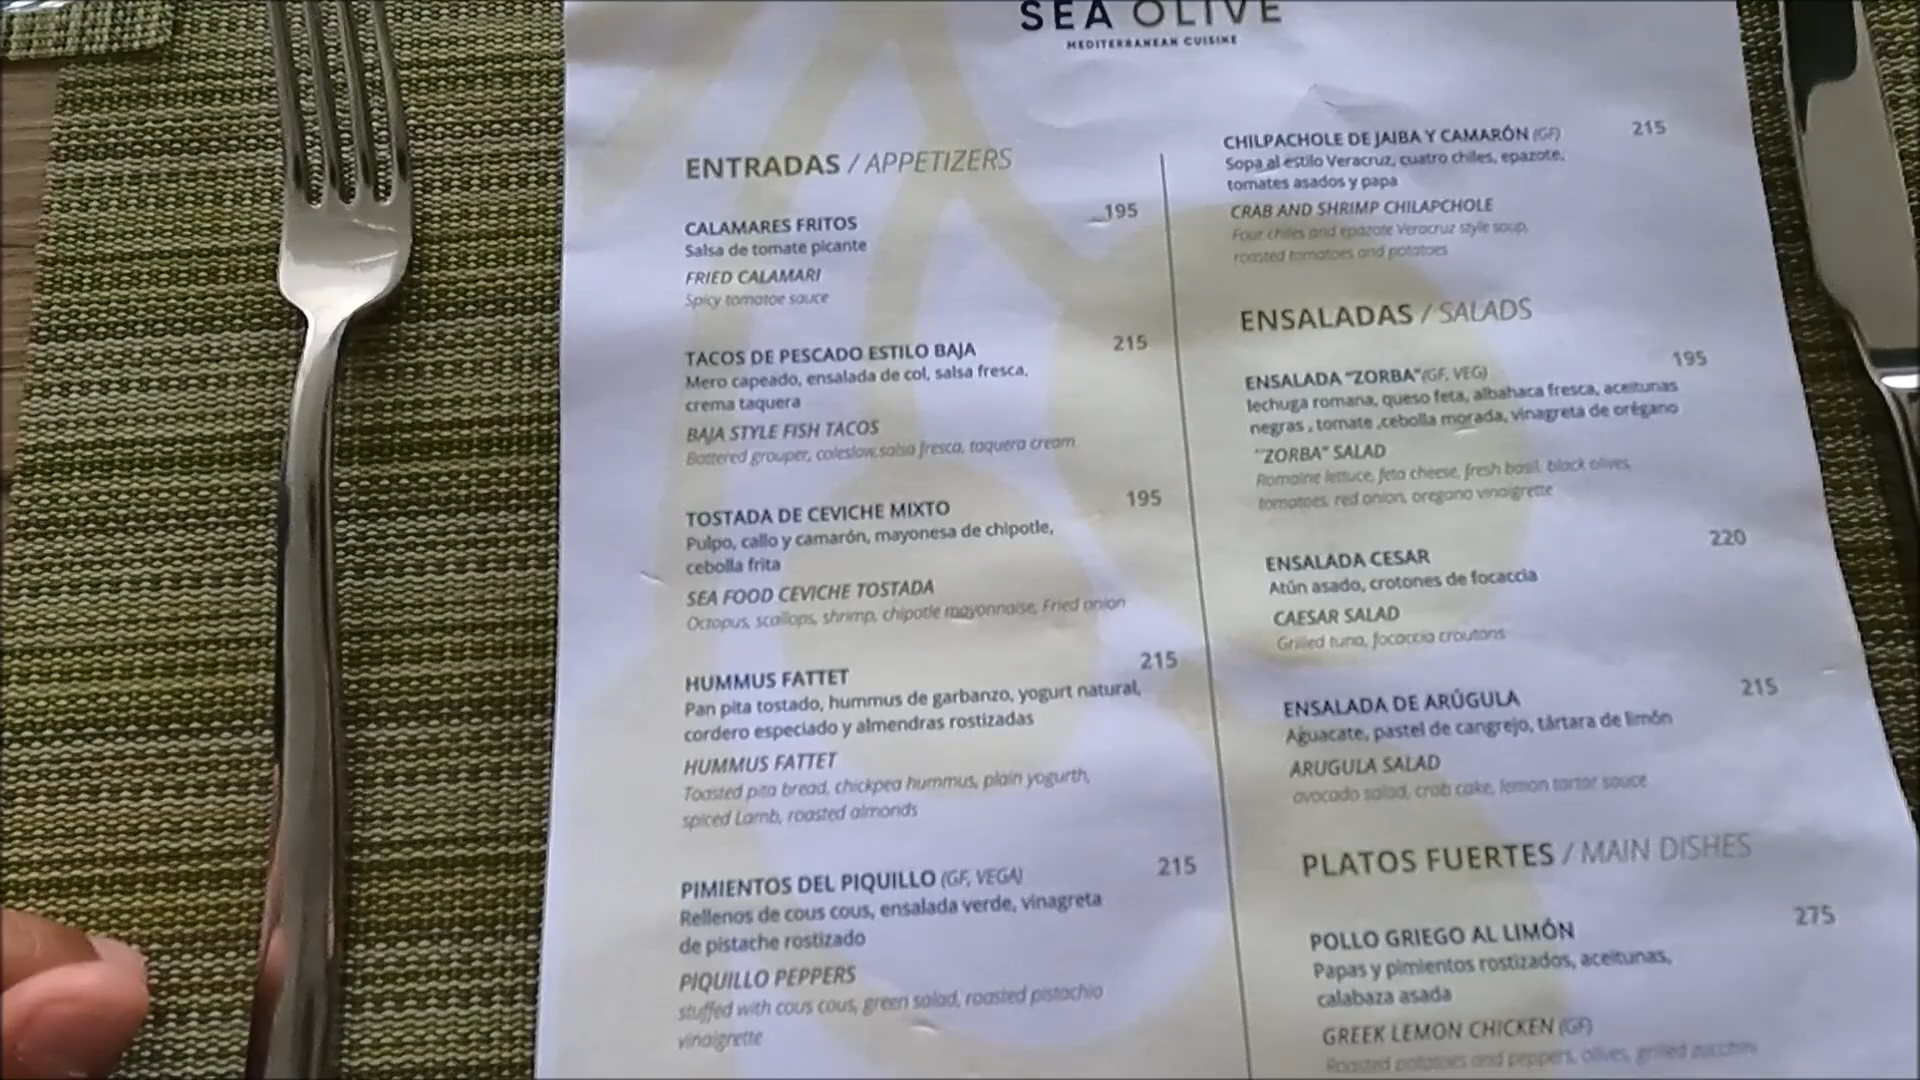 SEA OLIVE
MEDITERRANEAN CUISINE
ENTRADAS / APPETIZERS
CALAMARES FRITOS 195
Salsa de tomate picante
FRIED CALAMARI
Spicy tomatoe sauce
TACOS DE PESCADO ESTILO BAJA 215
Mero capeado, ensalada de col, salsa fresca,
crema taquera
BAJA STYLE FISH TACOS
Battered grouper, coleslaw,salsa fresca, taquera cream
TOSTADA DE CEVICHE MIXTO 195
Pulpo, callo y camarón, mayonesa de chipotle,
cebolla frita
SEA FOOD CEVICHE TOSTADA
Octopus, scallops, shrimp, chipotle mayonnaise, Fried onion
HUMMUS FATTET 215
Pan pita tostado, hummus de garbanzo, yogurt natural,
cordero especiado y almendras rostizadas
HUMMUS FATTET
Toasted pita bread, chickpea hummus, plain yogurth,
spiced Lamb, roasted almonds
PIMIENTOS DEL PIQUILLO (GF, VEGA) 215
Rellenos de cous cous, ensalada verde, vinagreta
de pistache rostizado
PIQUILLO PEPPERS
stuffed with cous cous, green salad, roasted pistachio
vinaigrette
CHILPACHOLE DE JAIBA Y CAMARÓN (GF) 215
Sopa al estilo Veracruz, cuatro chiles, epazote,
tomates asados y papa
CRAB AND SHRIMP CHILAPCHOLE
Four chiles and epazote Veracruz style soup,
roasted tomatoes and potatoes
ENSALADAS / SALADS
ENSALADA "ZORBA"(GF, VEG) 195
lechuga romana, queso feta, albahaca fresca, aceitunas
negras , tomate ,cebolla morada, vinagreta de orégano
"ZORBA" SALAD
Romaine lettuce, feta cheese, fresh basil, black olives,
tomatoes, red onion, oregano vinaigrette
ENSALADA CESAR 220
Atún asado, crotones de focaccia
CAESAR SALAD
Grilled tuna, focaccia croutons
ENSALADA DE ARÚGULA 215
Aguacate, pastel de cangrejo, tártara de limón
ARUGULA SALAD
avocado salad, crab cake, lemon tartar sauce
PLATOS FUERTES / MAIN DISHES
POLLO GRIEGO AL LIMÓN 275
Papas y pimientos rostizados, aceitunas,
calabaza asada
GREEK LEMON CHICKEN (GF)
Roasted potatoes and peppers, olives, grilled zucchini